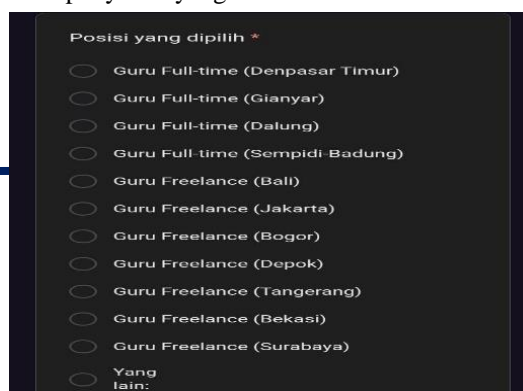 Posisi yang dipilih *
Guru Full-time (Denpasar Timur)
Guru Full-time (Gianyar)
Guru Full-time (Dalung)
Guru Full-time (Sempidi-Badung)
Guru Freelance (Bali)
Guru Freelance (Jakarta)
Guru Freelance (Bogor)
Guru Freelance (Depok)
Guru Freelance (Tangerang)
Guru Freelance (Bekasi)
Guru Freelance (Surabaya)
Yang
lain: